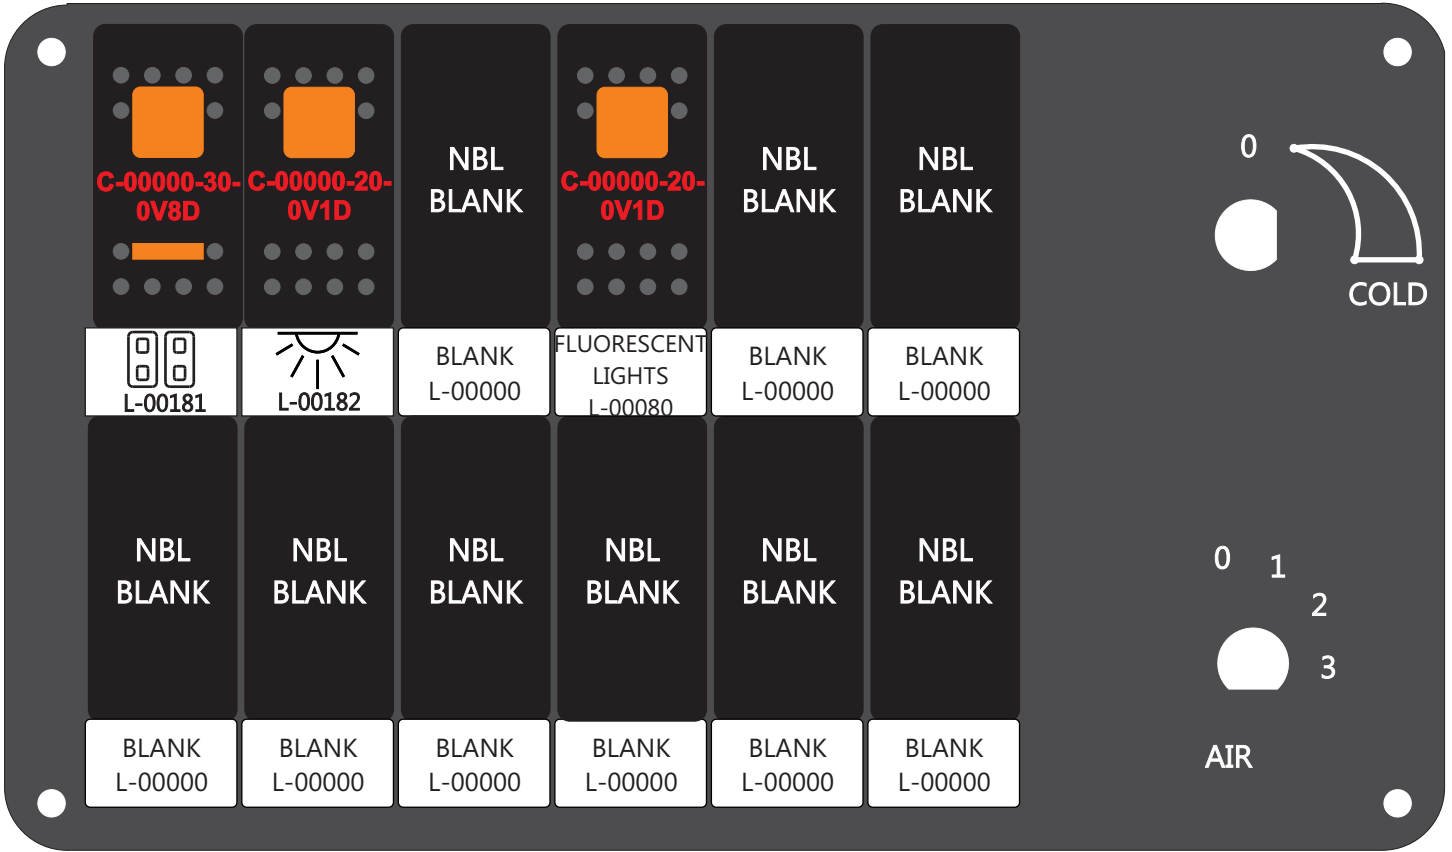 C-00000-30-
0V8D
C-00000-20-
0V1D
NBL
BLANK
C-00000-20-
0V1D
NBL
BLANK
NBL
BLANK
L-00181
L-00182
BLANK
L-00000
FLUORESCENT
LIGHTS
L-00080
BLANK
L-00000
BLANK
L-00000
NBL
BLANK
NBL
BLANK
NBL
BLANK
NBL
BLANK
NBL
BLANK
NBL
BLANK
BLANK
L-00000
BLANK
L-00000
BLANK
L-00000
BLANK
L-00000
BLANK
L-00000
BLANK
L-00000
0
COLD
0
1
2
3
AIR